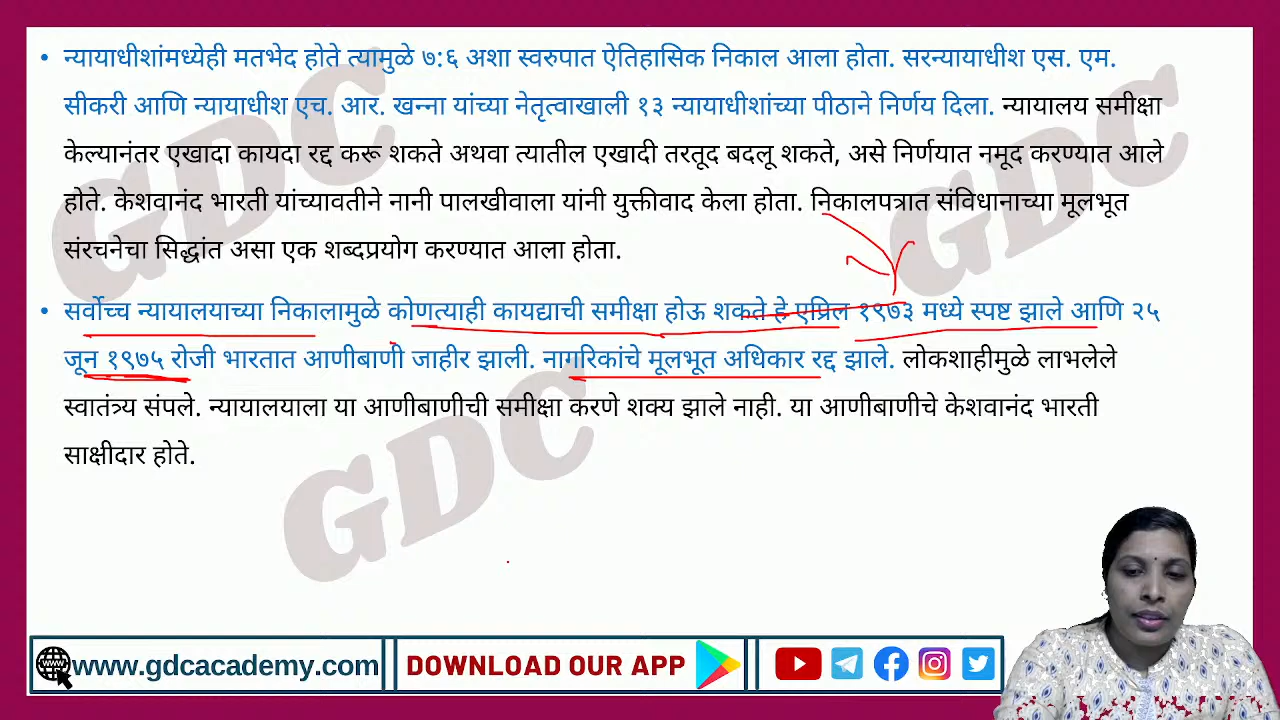 • न्यायाधीशांमध्येही मतभेद होते त्यामुळे ७:६ अशा स्वरुपात ऐतिहासिक निकाल आला होता. सरन्यायाधीश एस. एम.
सीकरी आणि न्यायाधीश एच. आर. खन्ना यांच्या नेतृत्वाखाली १३ न्यायाधीशांच्या पीठाने निर्णय दिला. न्यायालय समीक्षा
केल्यानंतर एखादा कायदा रद्द करू शकते अथवा त्यातील एखादी तरतूद बदलू शकते, असे निर्णयात नमूद करण्यात आले
होते. केशवानंद भारती यांच्यावतीने नानी पालखीवाला यांनी युक्तीवाद केला होता. निकालपत्रात संविधानाच्या मूलभूत
संरचनेचा सिद्धांत असा एक शब्दप्रयोग करण्यात आला होता.
• सर्वोच्च न्यायालयाच्या निकालामुळे कोणत्याही कायद्याची समीक्षा होऊ शकते हे एप्रिल १९७३ मध्ये स्पष्ट झाले आणि २५
जून १९७५ रोजी भारतात आणीबाणी जाहीर झाली. नागरिकांचे मूलभूत अधिकार रद्द झाले. लोकशाहीमुळे लाभलेले
स्वातंत्र्य संपले. न्यायालयाला या आणीबाणीची समीक्षा करणे शक्य झाले नाही. या आणीबाणीचे केशवानंद भारती
साक्षीदार होते.
GDC
GDC
GDC
www.gdcacademy.com DOWNLOAD OUR APP